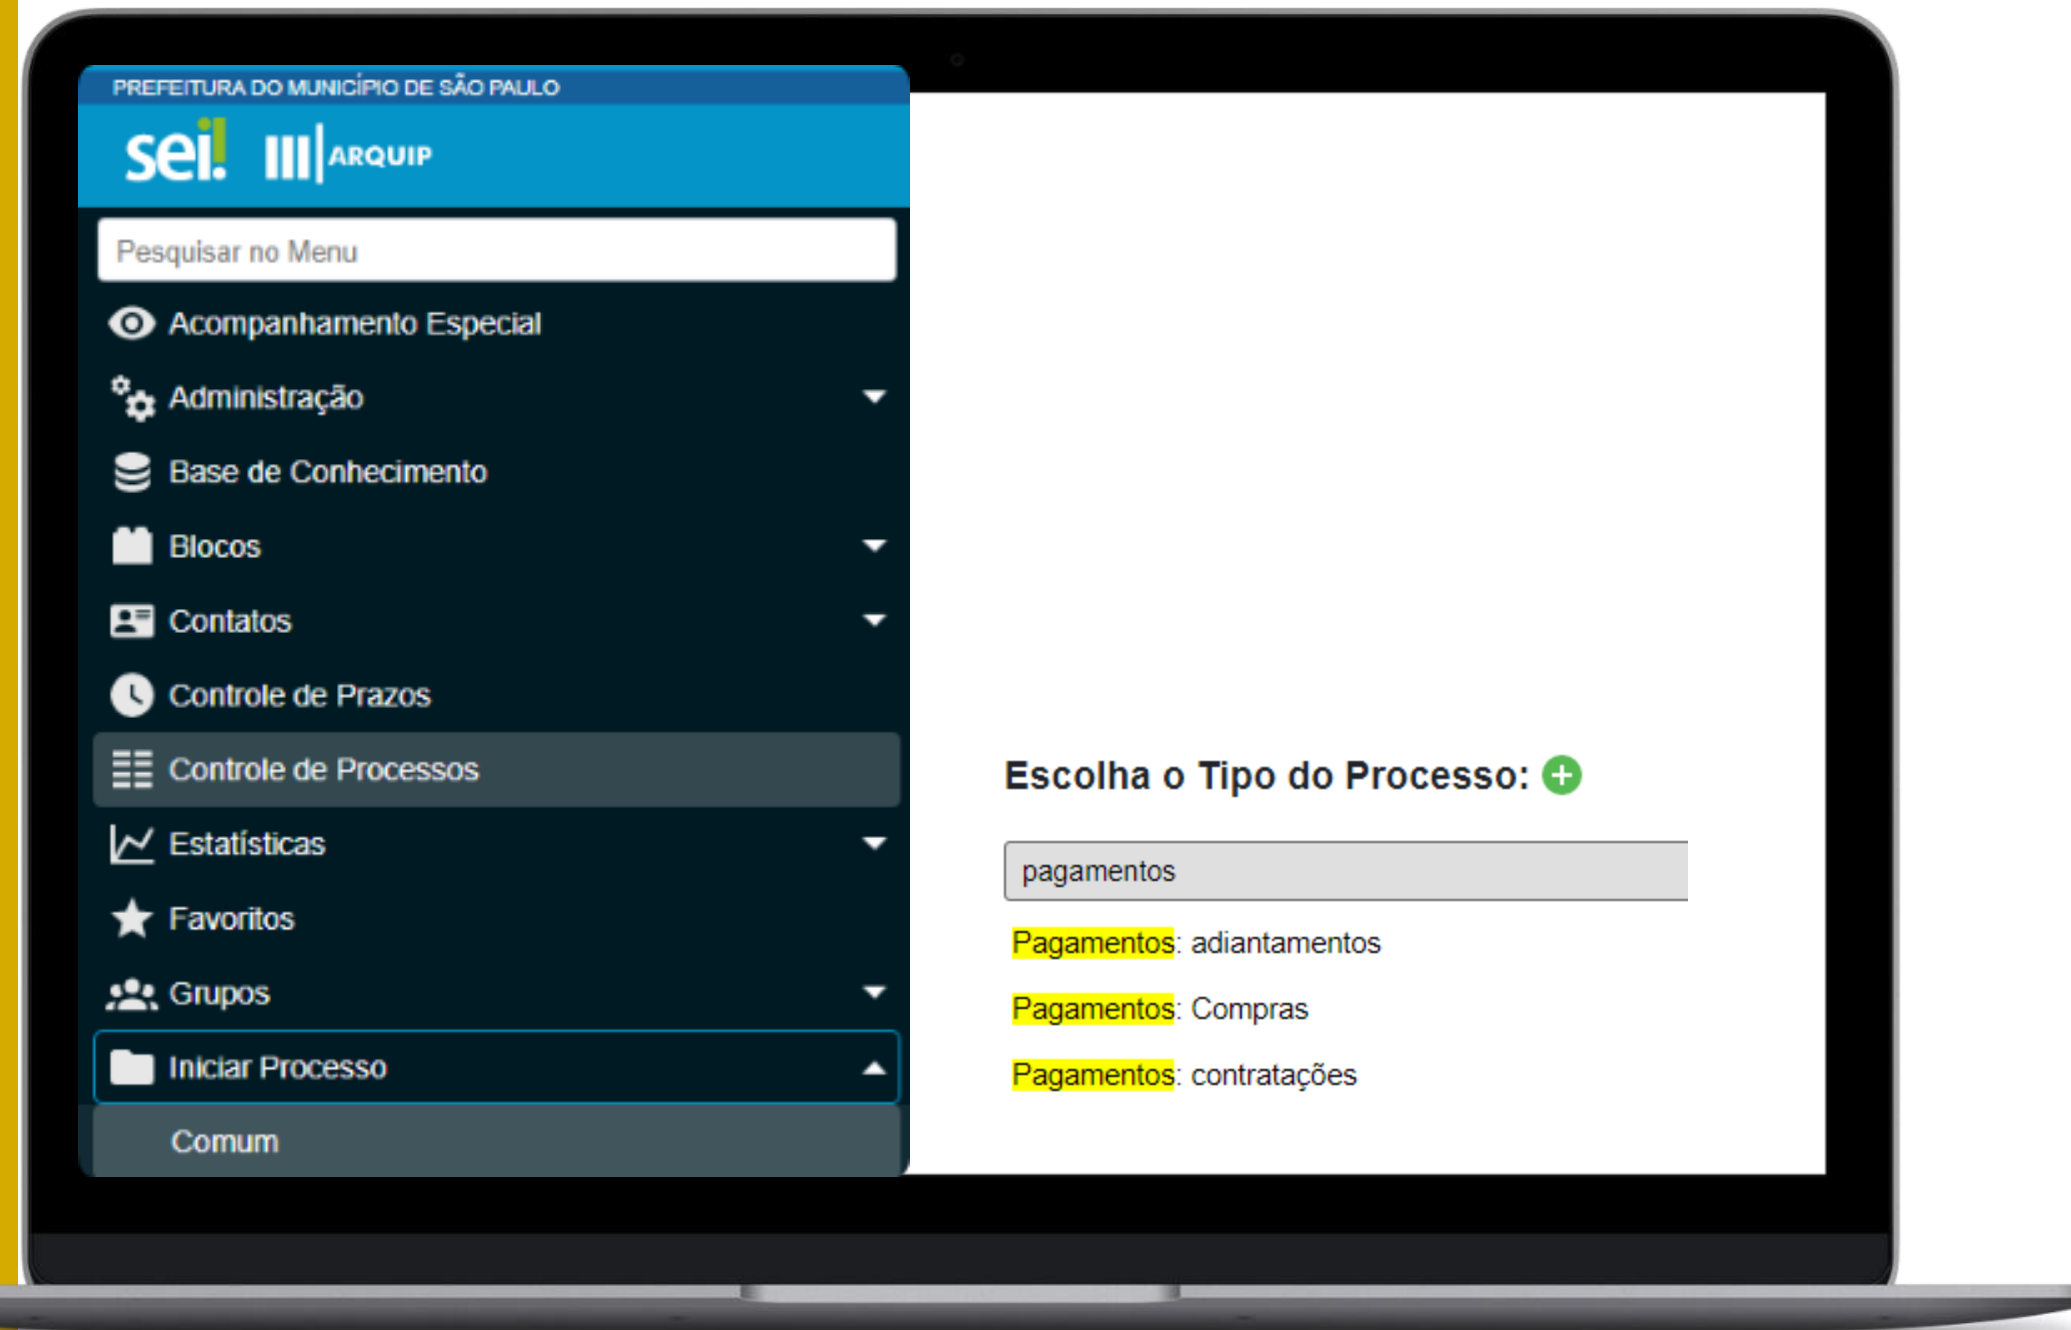 PREFEITURA DO MUNICÍPIO DE SÃO PAULO
sei! ARQUIP
Pesquisar no Menu
Acompanhamento Especial
Administração
Base de Conhecimento
Blocos
Contatos
Controle de Prazos
Controle de Processos
Estatísticas
Favoritos
Grupos
Iniciar Processo
Comum
Escolha o Tipo do Processo:
pagamentos
Pagamentos: adiantamentos
Pagamentos: Compras
Pagamentos: contratações